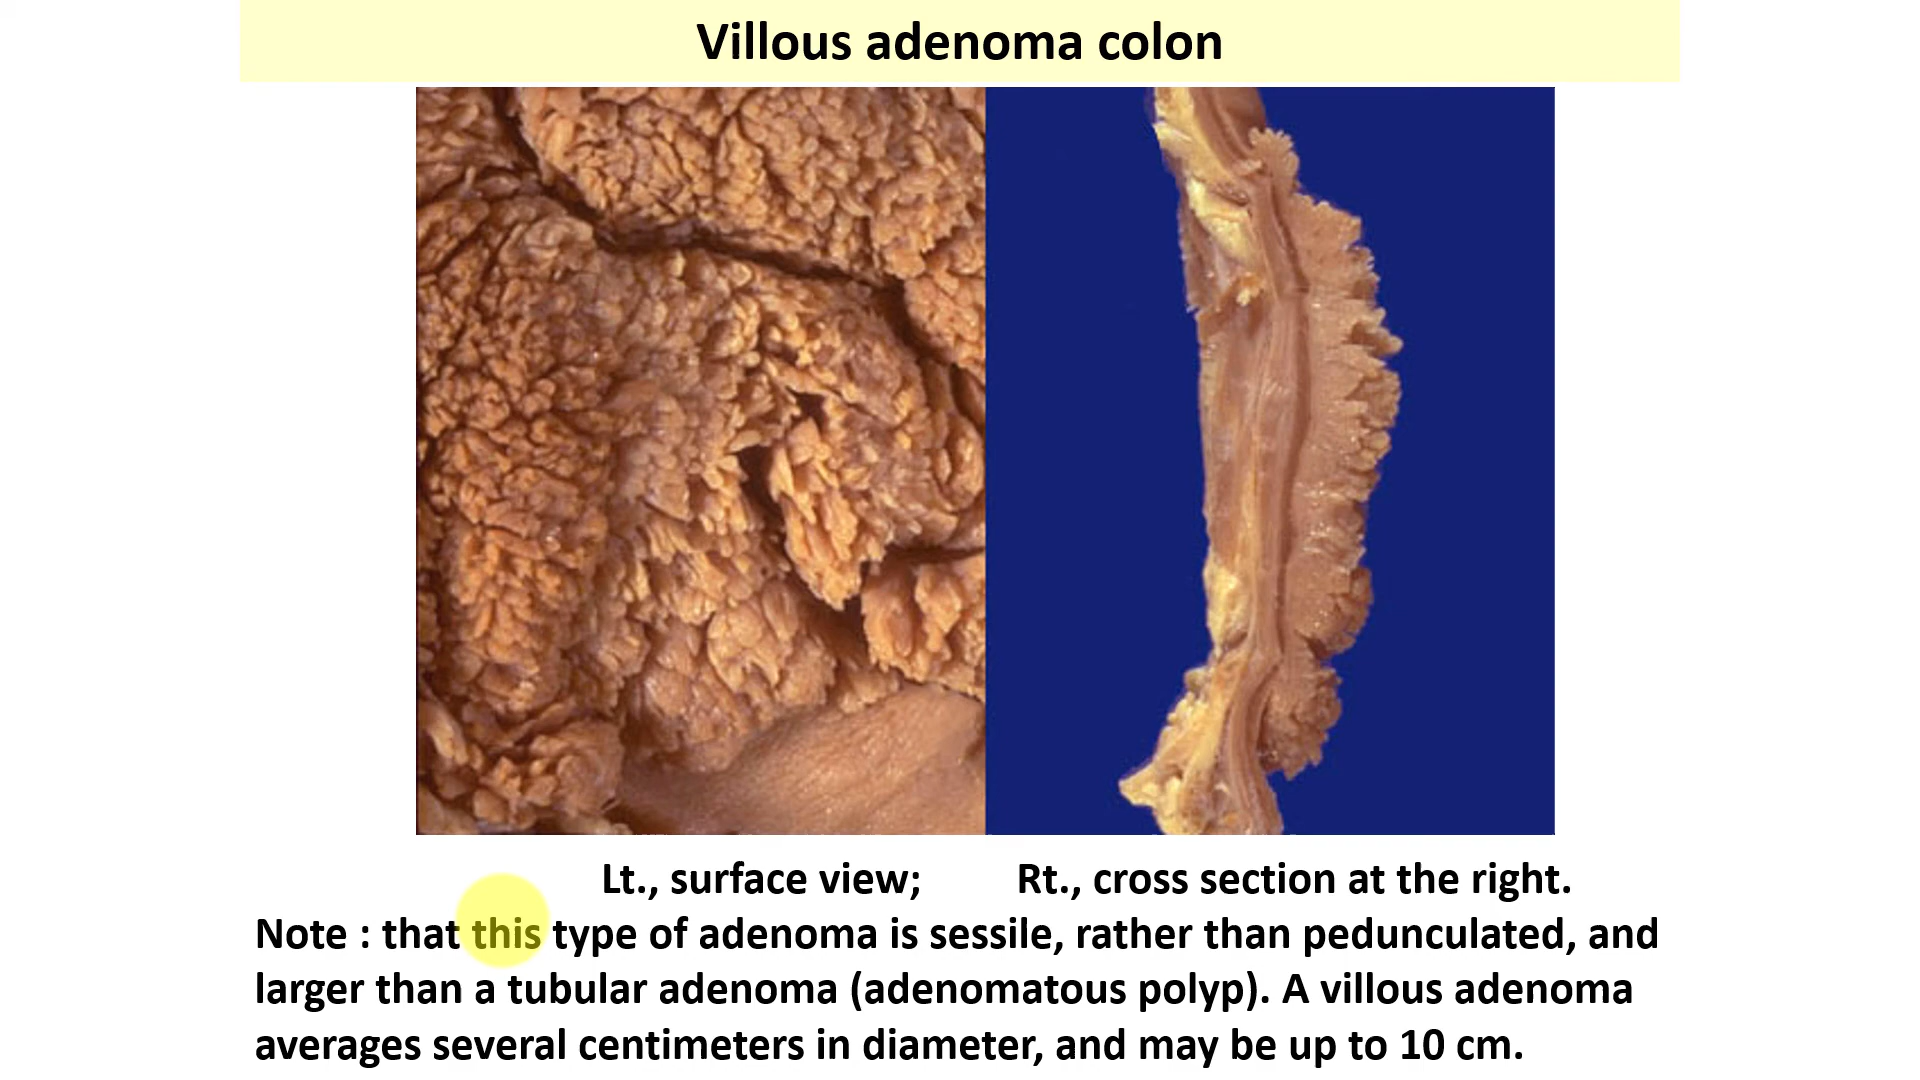 Villous adenoma colon
Lt., surface view; Rt., cross section at the right.
Note : that this type of adenoma is sessile, rather than pedunculated, and
larger than a tubular adenoma (adenomatous polyp). A villous adenoma
averages several centimeters in diameter, and may be up to 10 cm.